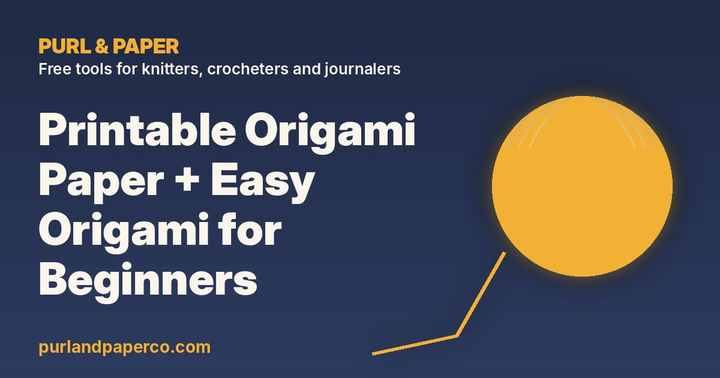 PURL & PAPER
Free tools for knitters, crocheters and journalers
Printable Origami
Paper + Easy
Origami for
Beginners
purlandpaperco.com